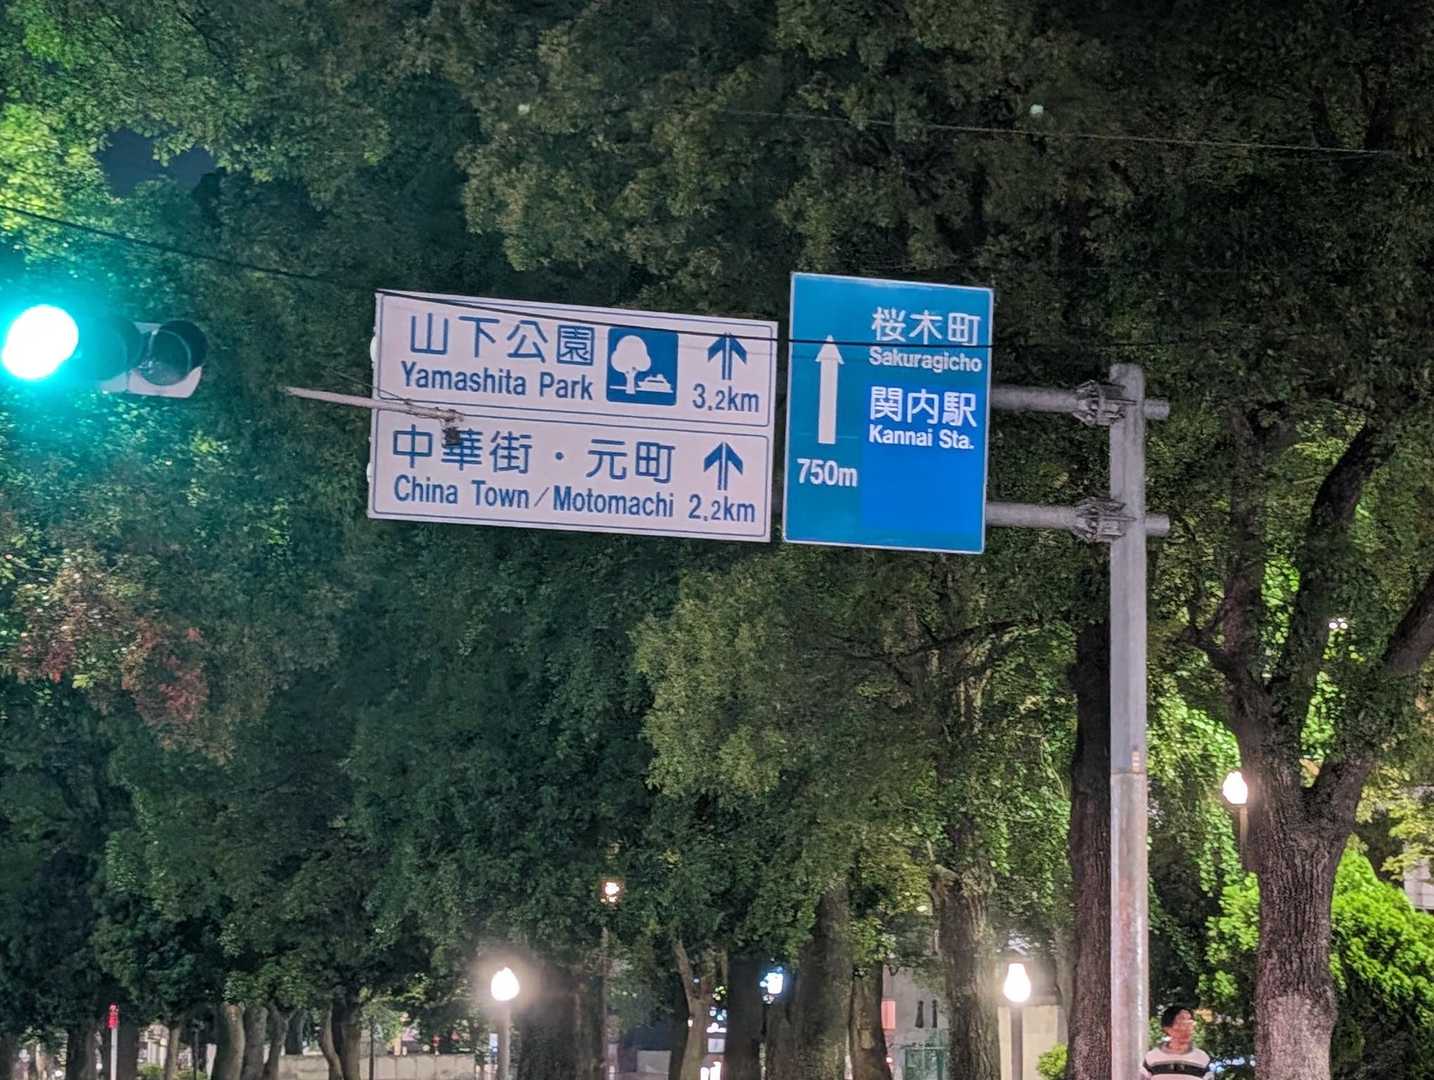 山下公園
Yamashita Park
3.2km
中華街・元町
China Town/Motomachi 2.2km
桜木町
Sakuragicho
関内駅
Kannai Sta.
750m